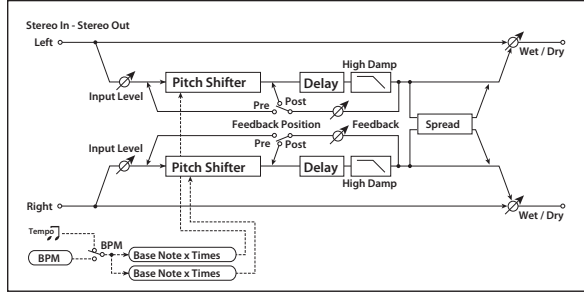 Stereo In - Stereo Out
Left
Wet / Dry
High Damp
Pitch Shifter
Delay
Input Level
Pre
Post
Feedback Position
Feedback
Spread
Pre
Post
Input Level
Pitch Shifter
Delay
High Damp
Right
Wet / Dry
Tempo
BPM
BPM
Base Note x Times
Base Note x Times